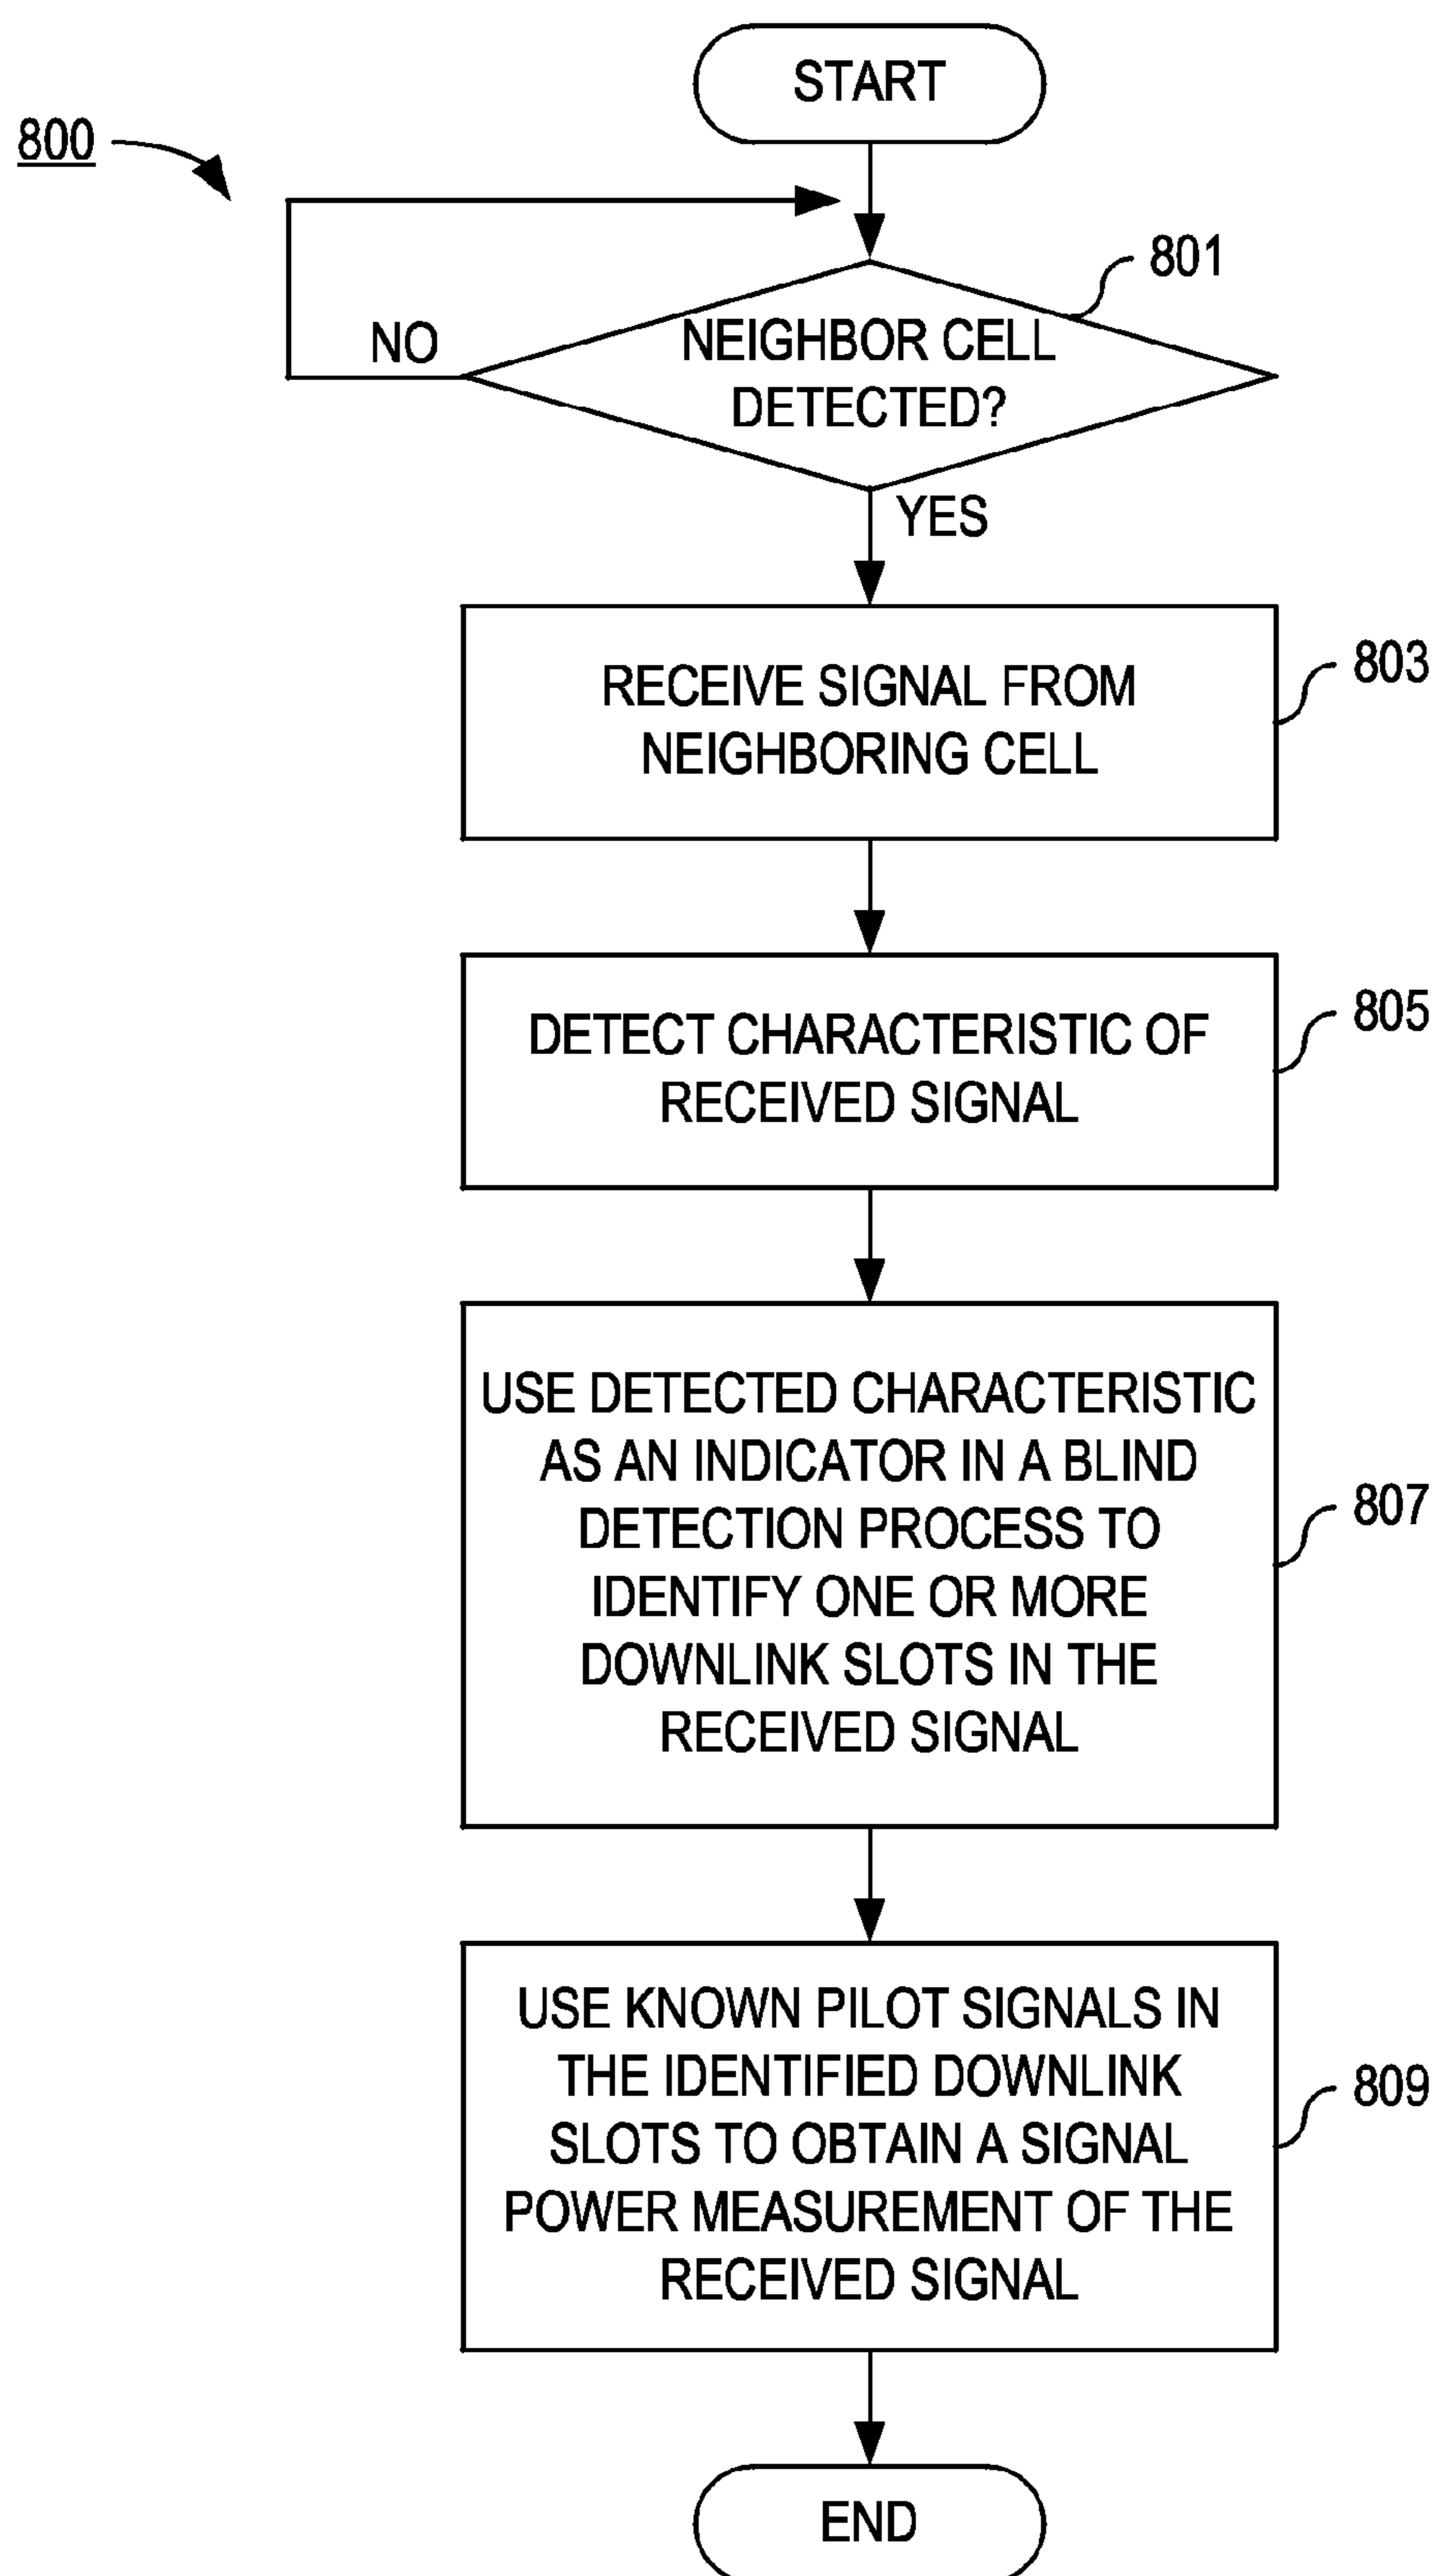 START
800
801
NEIGHBOR CELL
DETECTED?
NO
YES
RECEIVE SIGNAL FROM
NEIGHBORING CELL
803
DETECT CHARACTERISTIC OF
RECEIVED SIGNAL
805
USE DETECTED CHARACTERISTIC
AS AN INDICATOR IN A BLIND
DETECTION PROCESS TO
IDENTIFY ONE OR MORE
DOWNLINK SLOTS IN THE
RECEIVED SIGNAL
807
USE KNOWN PILOT SIGNALS IN
THE IDENTIFIED DOWNLINK
SLOTS TO OBTAIN A SIGNAL
POWER MEASUREMENT OF THE
RECEIVED SIGNAL
809
END